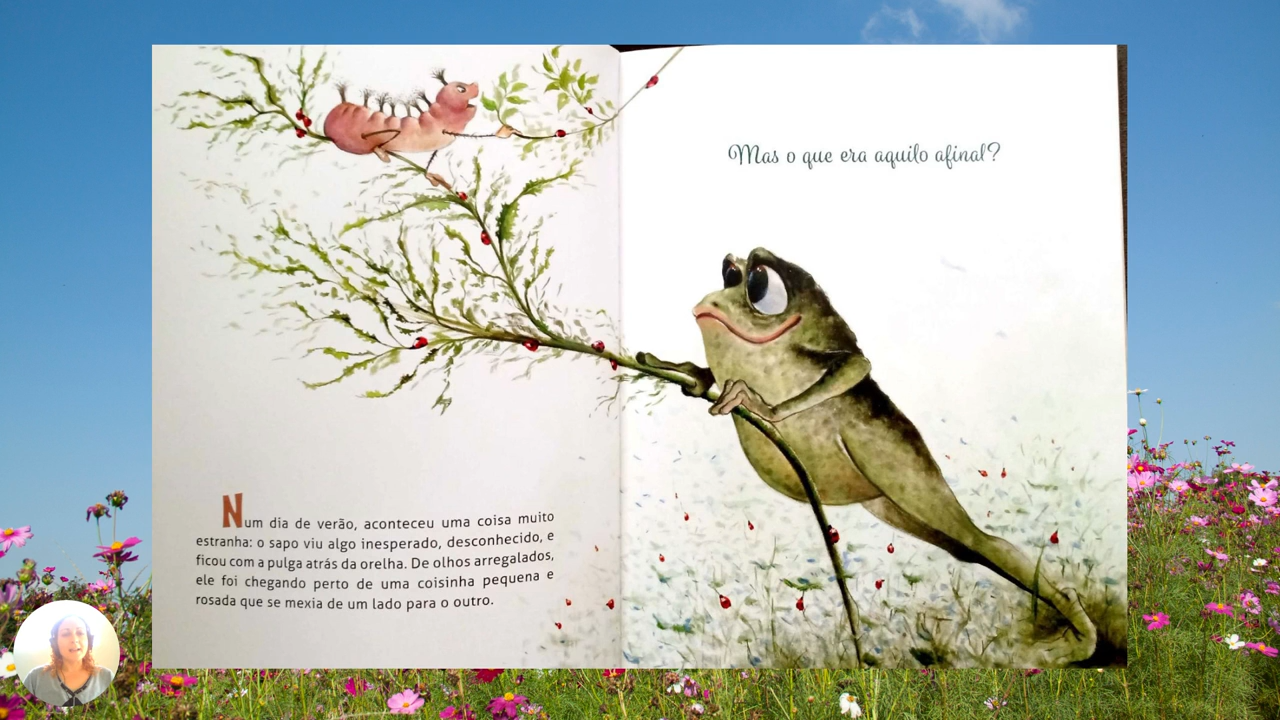 Num dia de verão, aconteceu uma coisa muito
estranha: o sapo viu algo inesperado, desconhecido, e
ficou com a pulga atrás da orelha. De olhos arregalados,
ele foi chegando perto de uma coisinha pequena e
rosada que se mexia de um lado para o outro.
Mas o que era aquilo afinal?